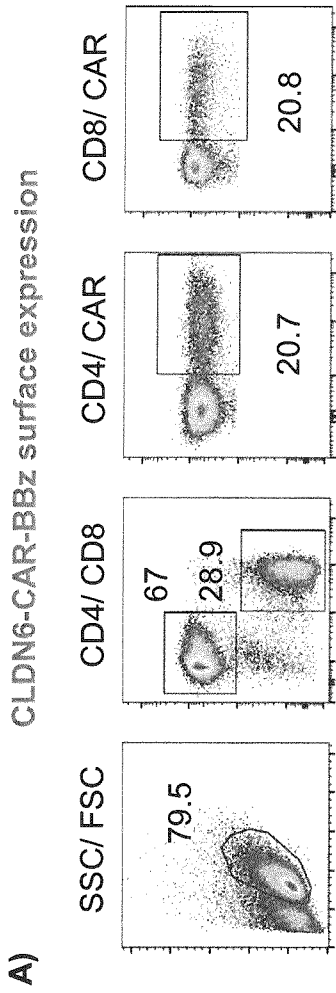 A)
CLDN6-CAR-BBz surface expression
SSC/ FSC
CD4/ CD8
CD4/ CAR
CD8/ CAR
79.5
67
28.9
20.7
20.8